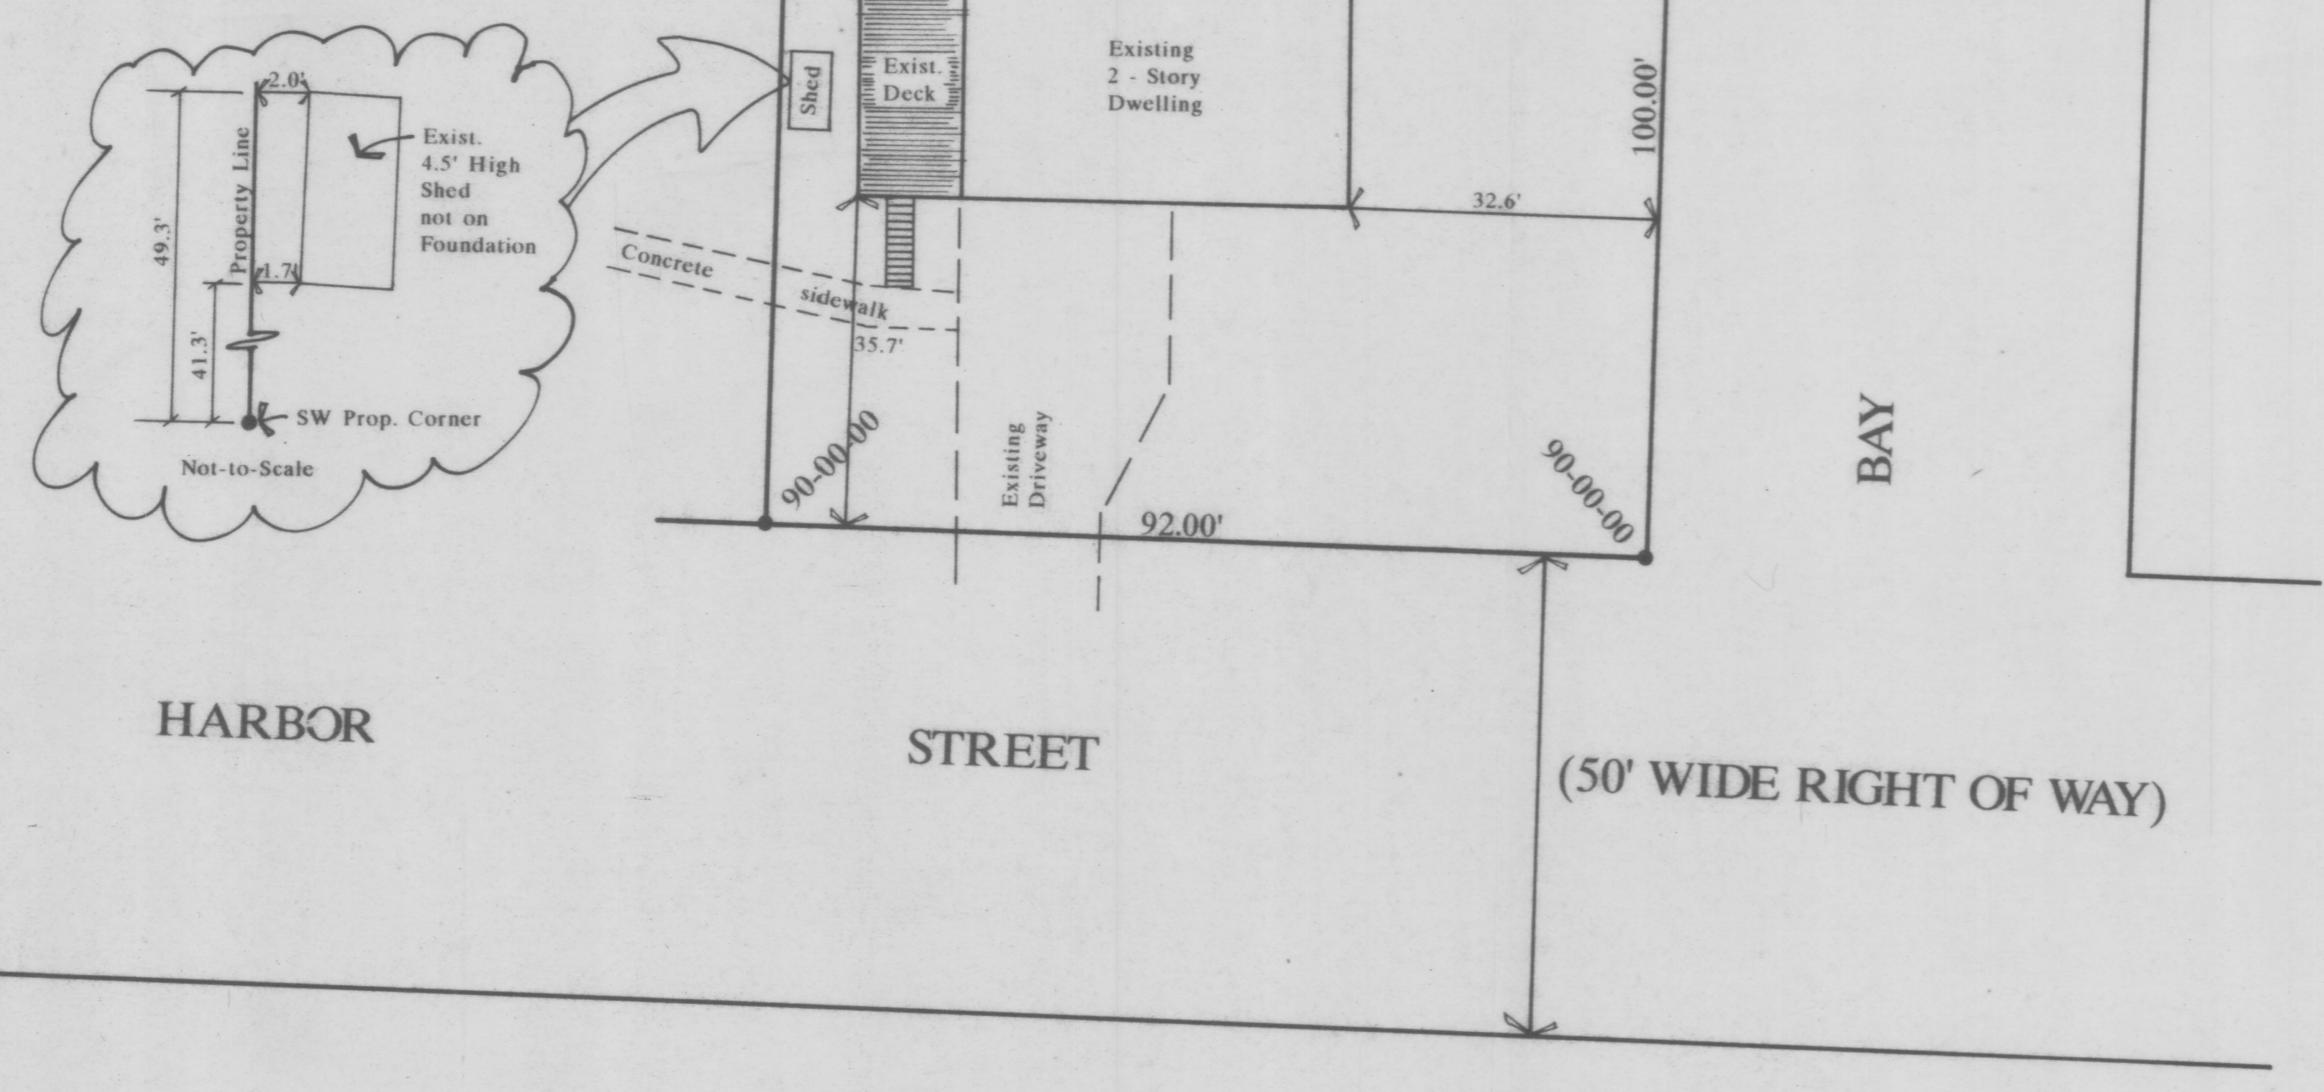 2.0'
49.3'
Property Line
Exist.
4.5' High
Shed
not on
Foundation
1.7'
41.3'
SW Prop. Corner
Not-to-Scale
Shed
Exist.
Deck
Existing
2 - Story
Dwelling
100.00'
32.6'
Concrete
sidewalk
35.7'
90-00-00
Existing
Driveway
92.00'
90-00-00
BAY
HARBOR
STREET
(50' WIDE RIGHT OF WAY)